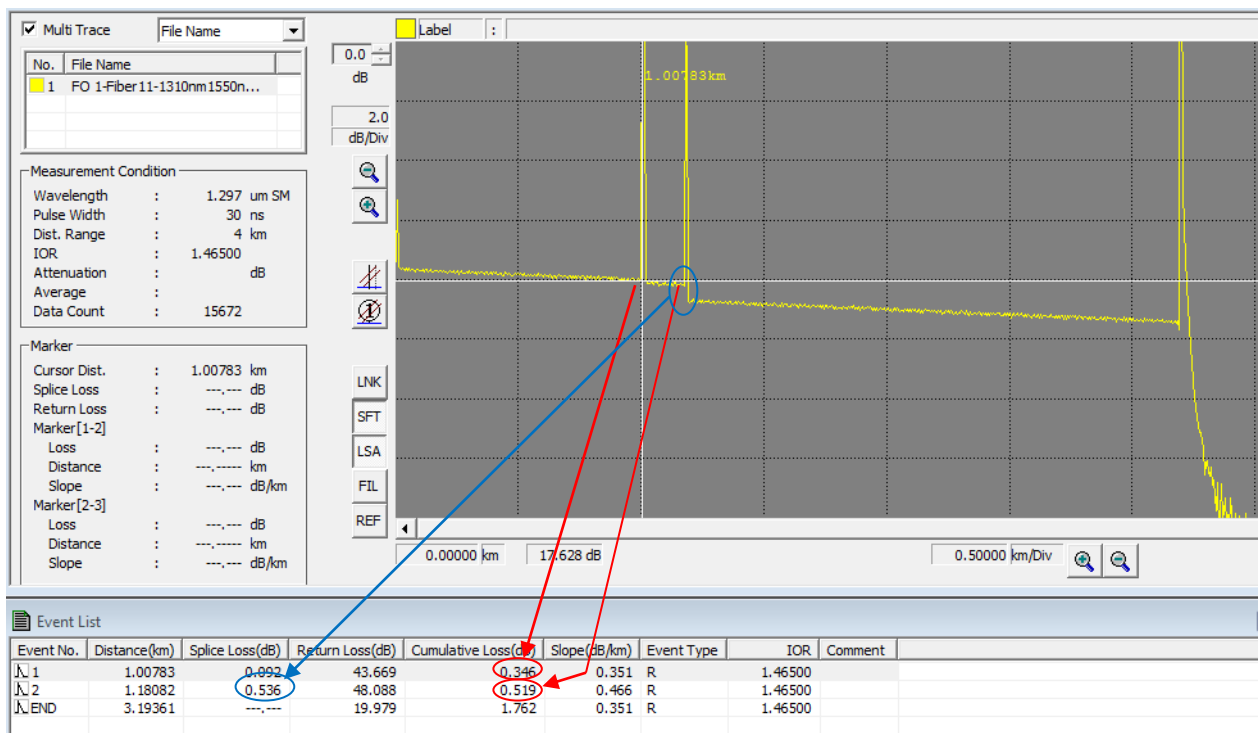 Multi Trace File Name
No. File Name
1 FO 1-Fiber11-1310nm1550n...
Measurement Condition
Wavelength : 1.297 um SM
Pulse Width : 30 ns
Dist. Range : 4 km
IOR : 1.46500
Attenuation : dB
Average :
Data Count : 15672
Marker
Cursor Dist. : 1.00783 km
Splice Loss : ---.--- dB
Return Loss : ---.--- dB
Marker[1-2]
Loss : ---.--- dB
Distance : ---.----- km
Slope : ---.--- dB/km
Marker[2-3]
Loss : ---.--- dB
Distance : ---.----- km
Slope : ---.--- dB/km
0.0
dB
2.0
dB/Div
LNK
SFT
LSA
FIL
REF
Label :
1.00783km
0.00000 km 17.628 dB 0.50000 km/Div
Event List
Event No. Distance(km) Splice Loss(dB) Return Loss(dB) Cumulative Loss(dB) Slope(dB/km) Event Type IOR Comment
1 1.00783 0.092 43.669 0.346 0.351 R 1.46500
2 1.18082 0.536 48.088 0.519 0.466 R 1.46500
END 3.19361 ---.--- 19.979 1.762 0.351 R 1.46500